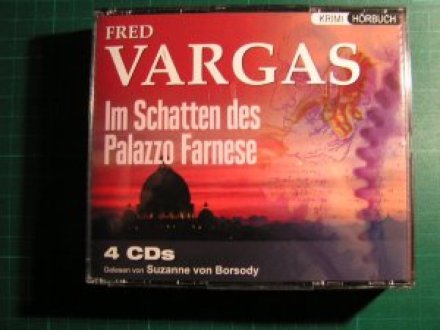 KRIMI HÖRBUCH
FRED
VARGAS
Im Schatten des
Palazzo Farnese
4 CDs
Gelesen von Suzanne von Borsody